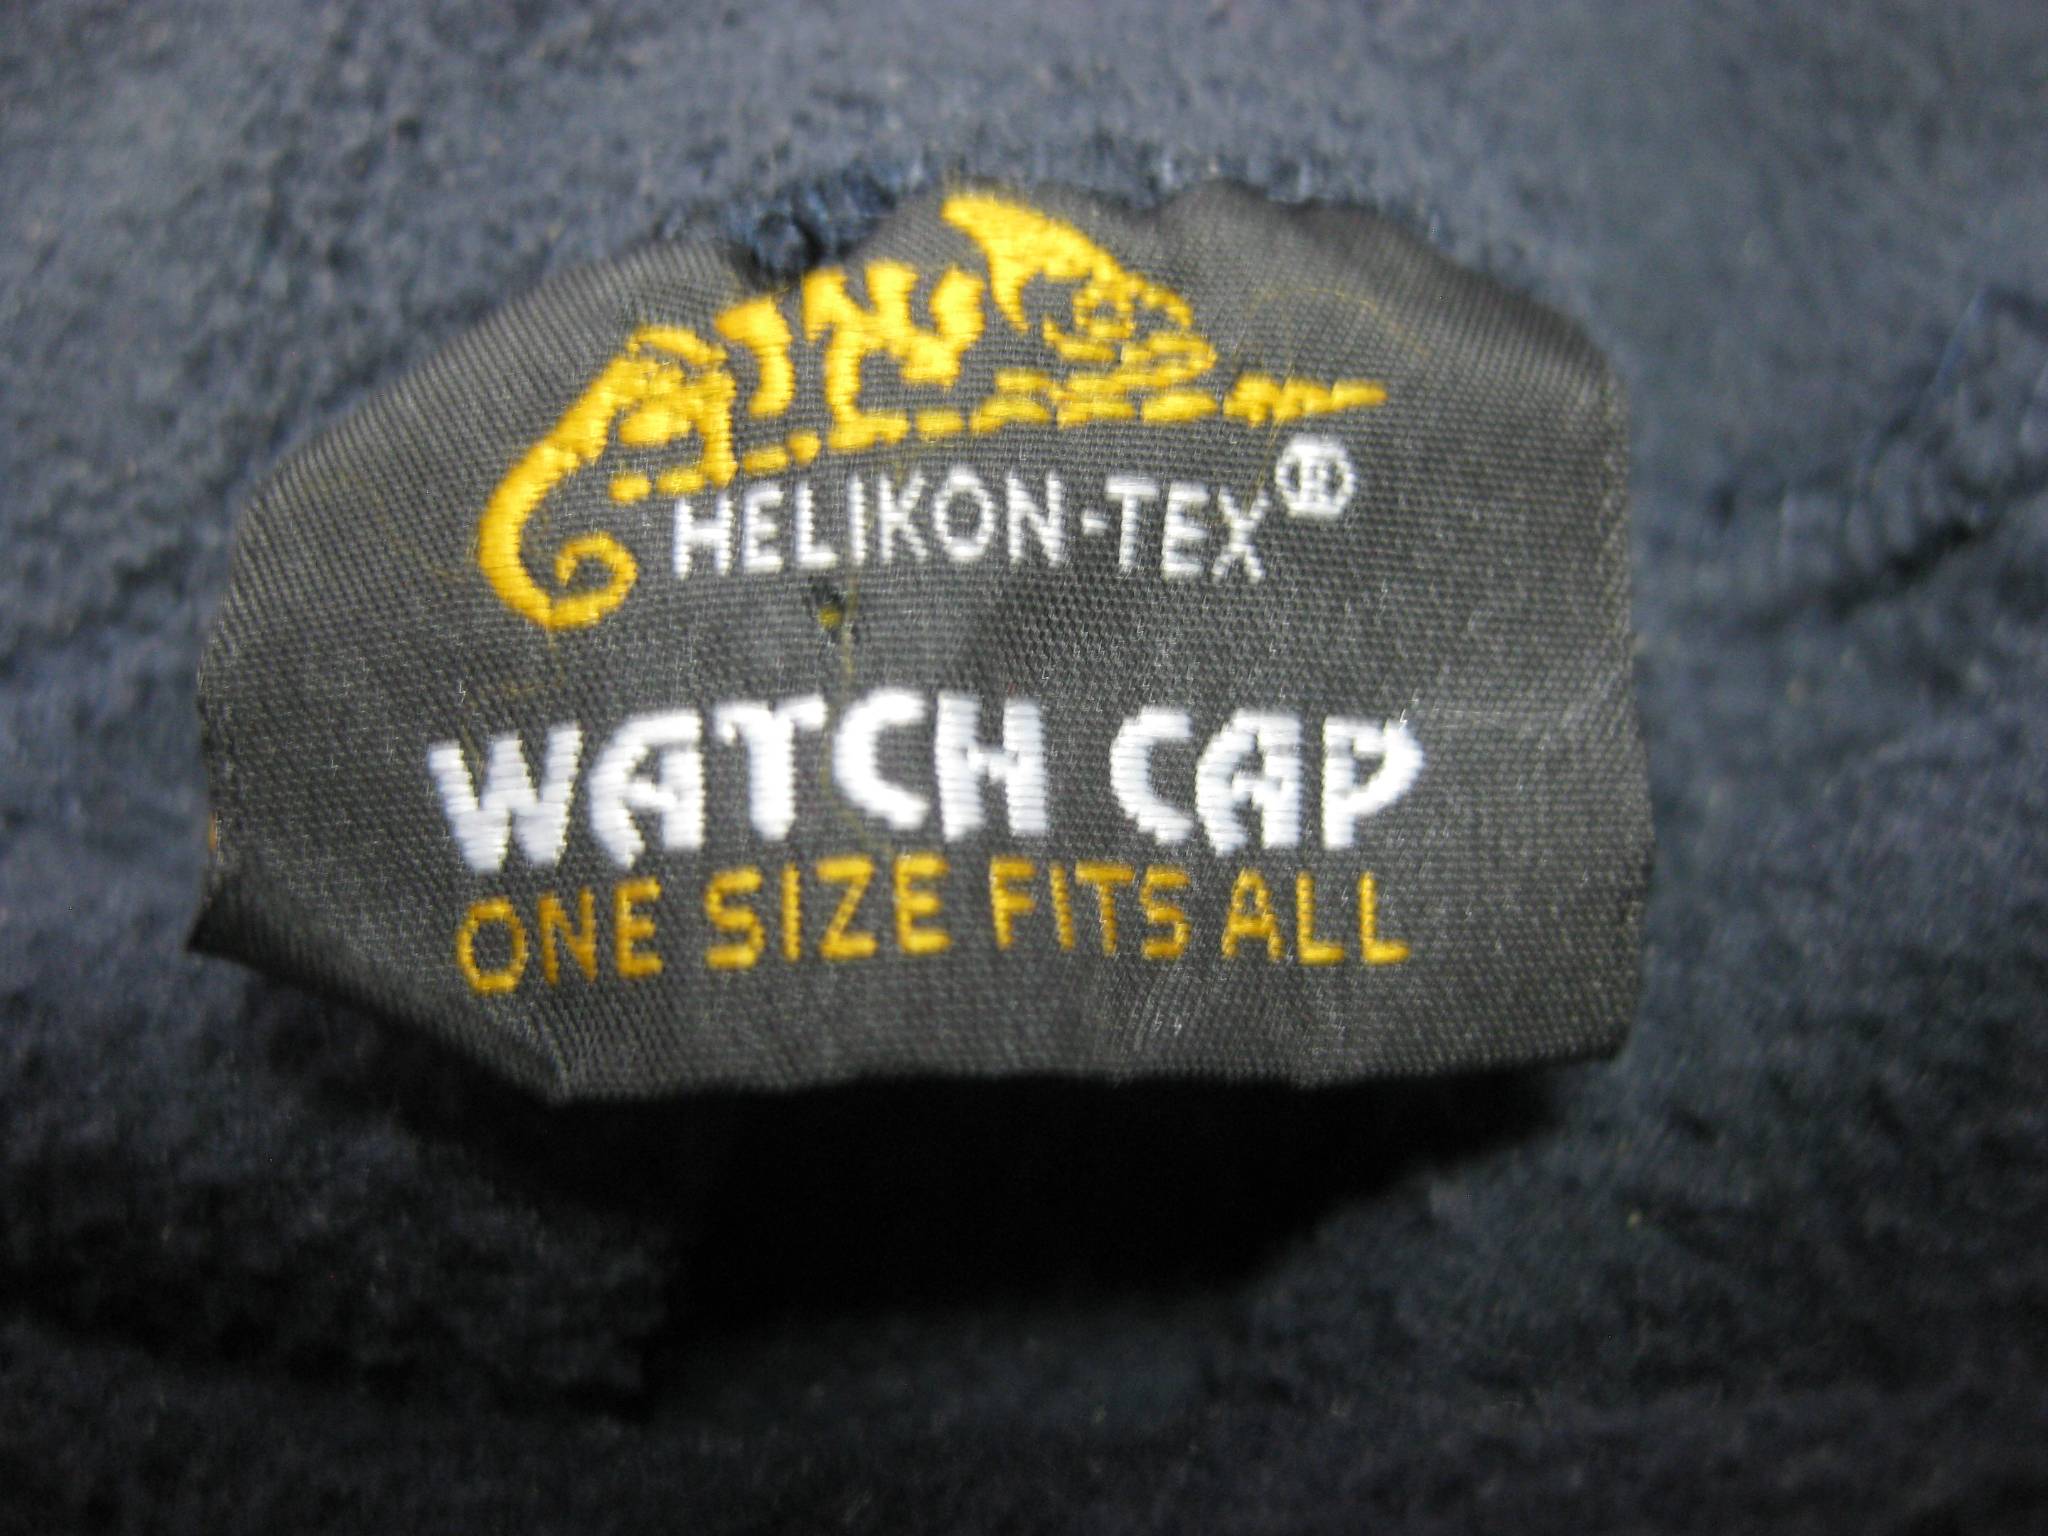 HELIKON-TEX®
WATCH CAP
ONE SIZE FITS ALL